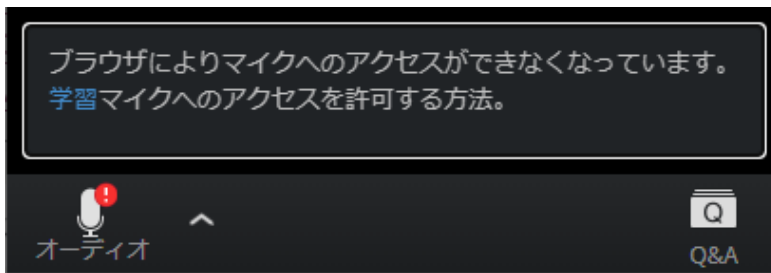 ブラウザによりマイクへのアクセスができなくなっています。
学習マイクへのアクセスを許可する方法。
!
Q
オーディオ
Q&A